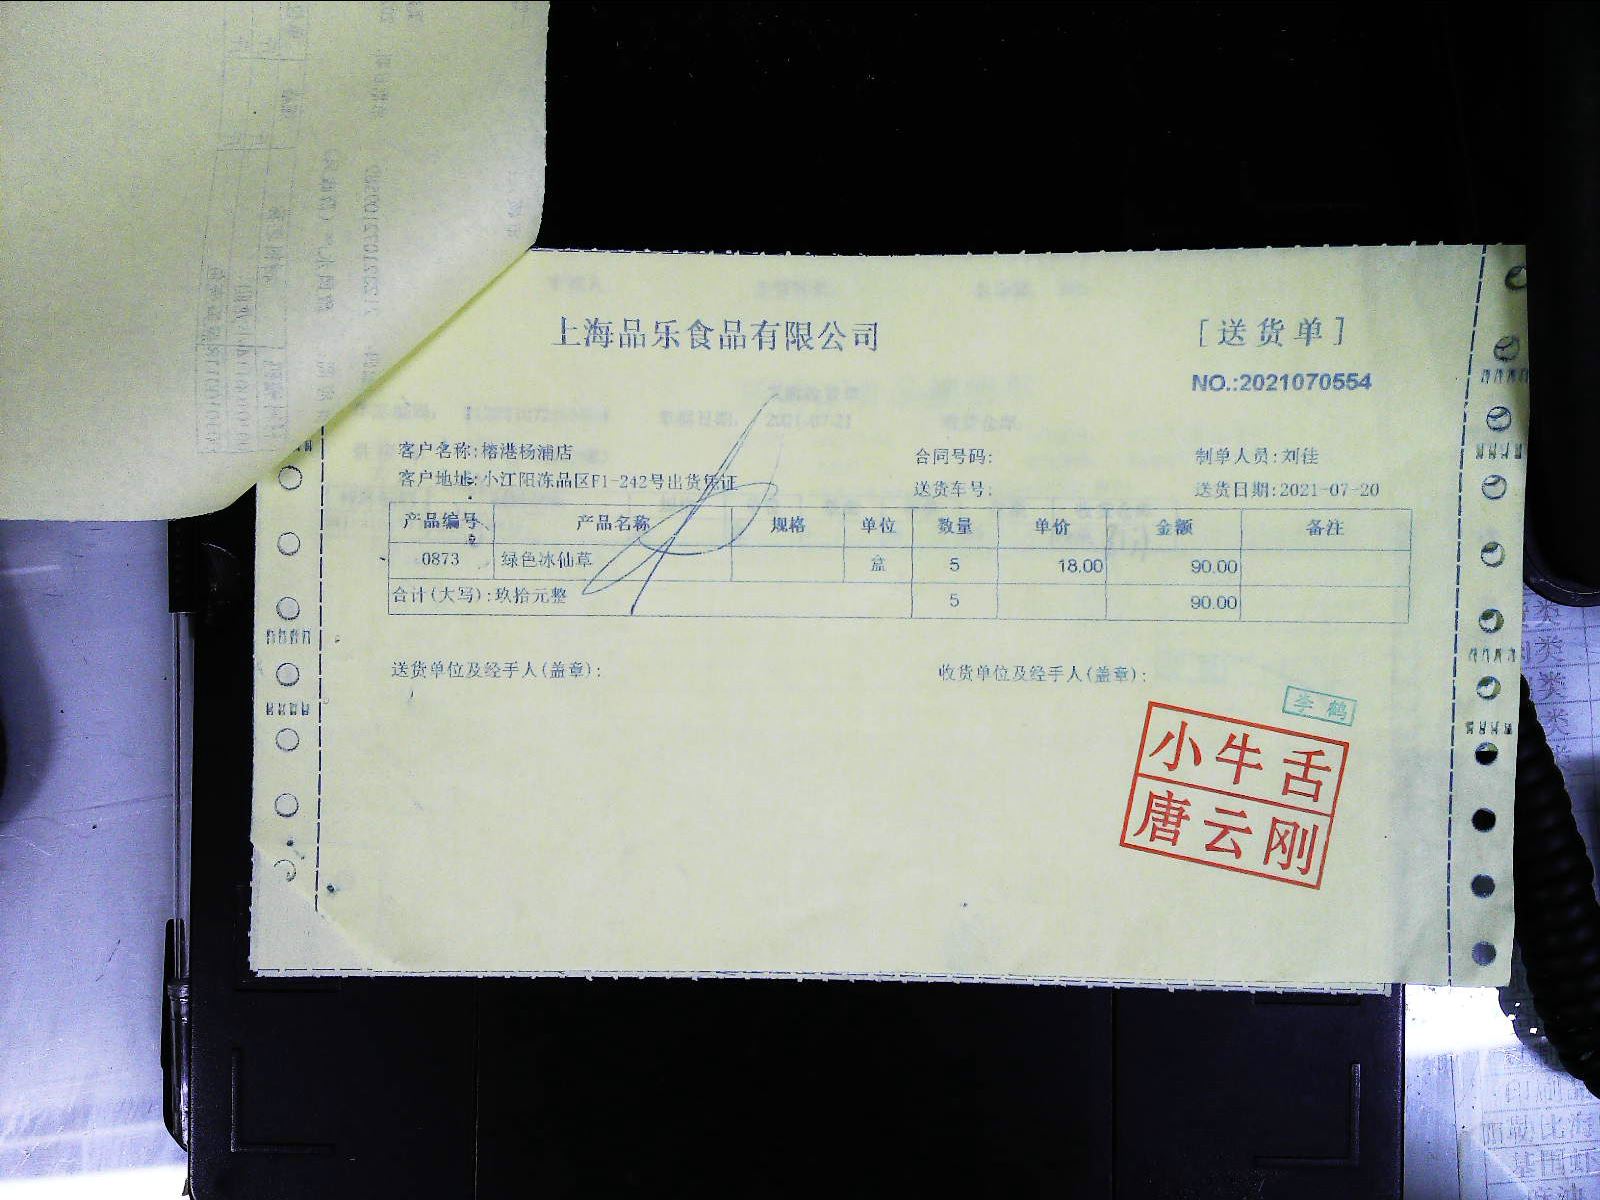 上海品乐食品有限公司
[送货单]
NO.:2021070554
客户名称:榕港杨浦店 合同号码: 制单人员:刘佳
客户地址:小江阳冻品区F1-242号出货凭证 送货车号: 送货日期:2021-07-20
产品编号 产品名称 规格 单位 数量 单价 金额 备注
0873 绿色冰仙草 盒 5 18.00 90.00
合计(大写):玖拾元整 5 90.00
送货单位及经手人(盖章): 收货单位及经手人(盖章):
李鹤
小牛舌
唐云刚